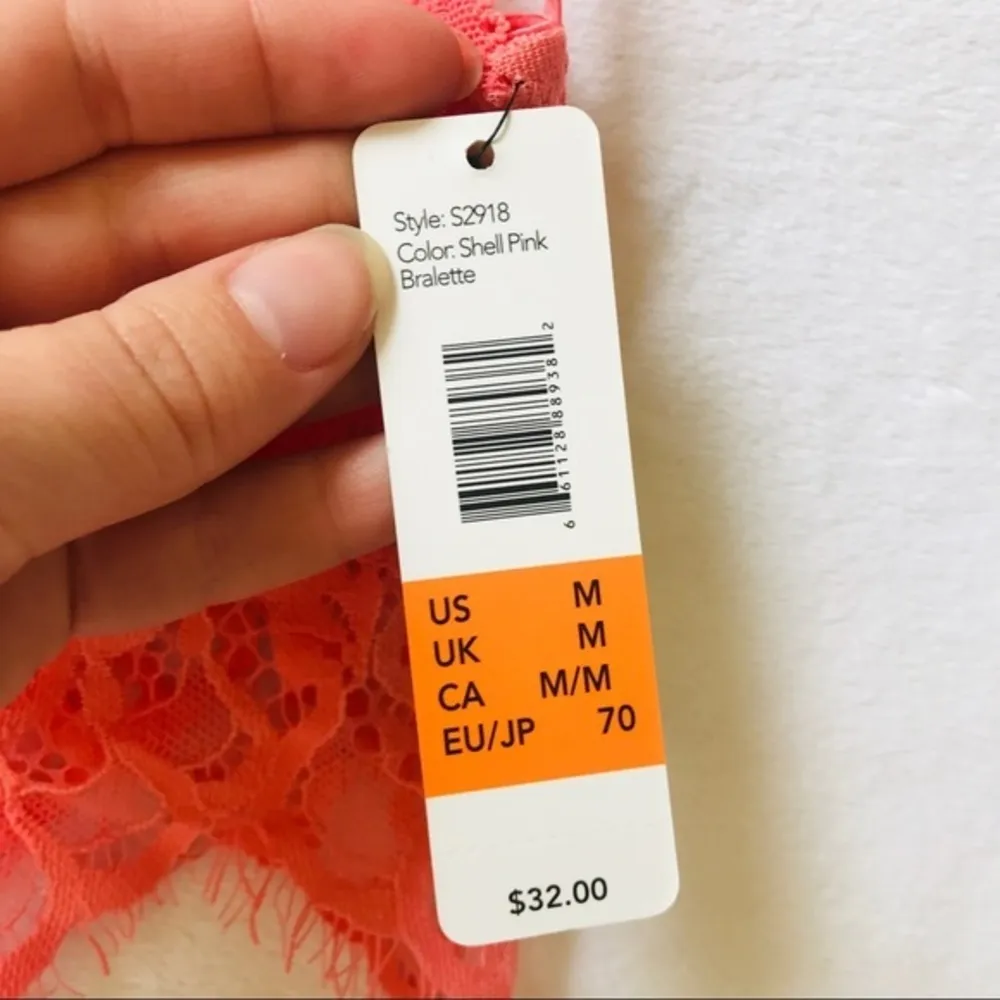 Style: S2918
Color: Shell Pink
Bralette
6 61128 88938 2
US M
UK M
CA M/M
EU/JP 70
$32.00